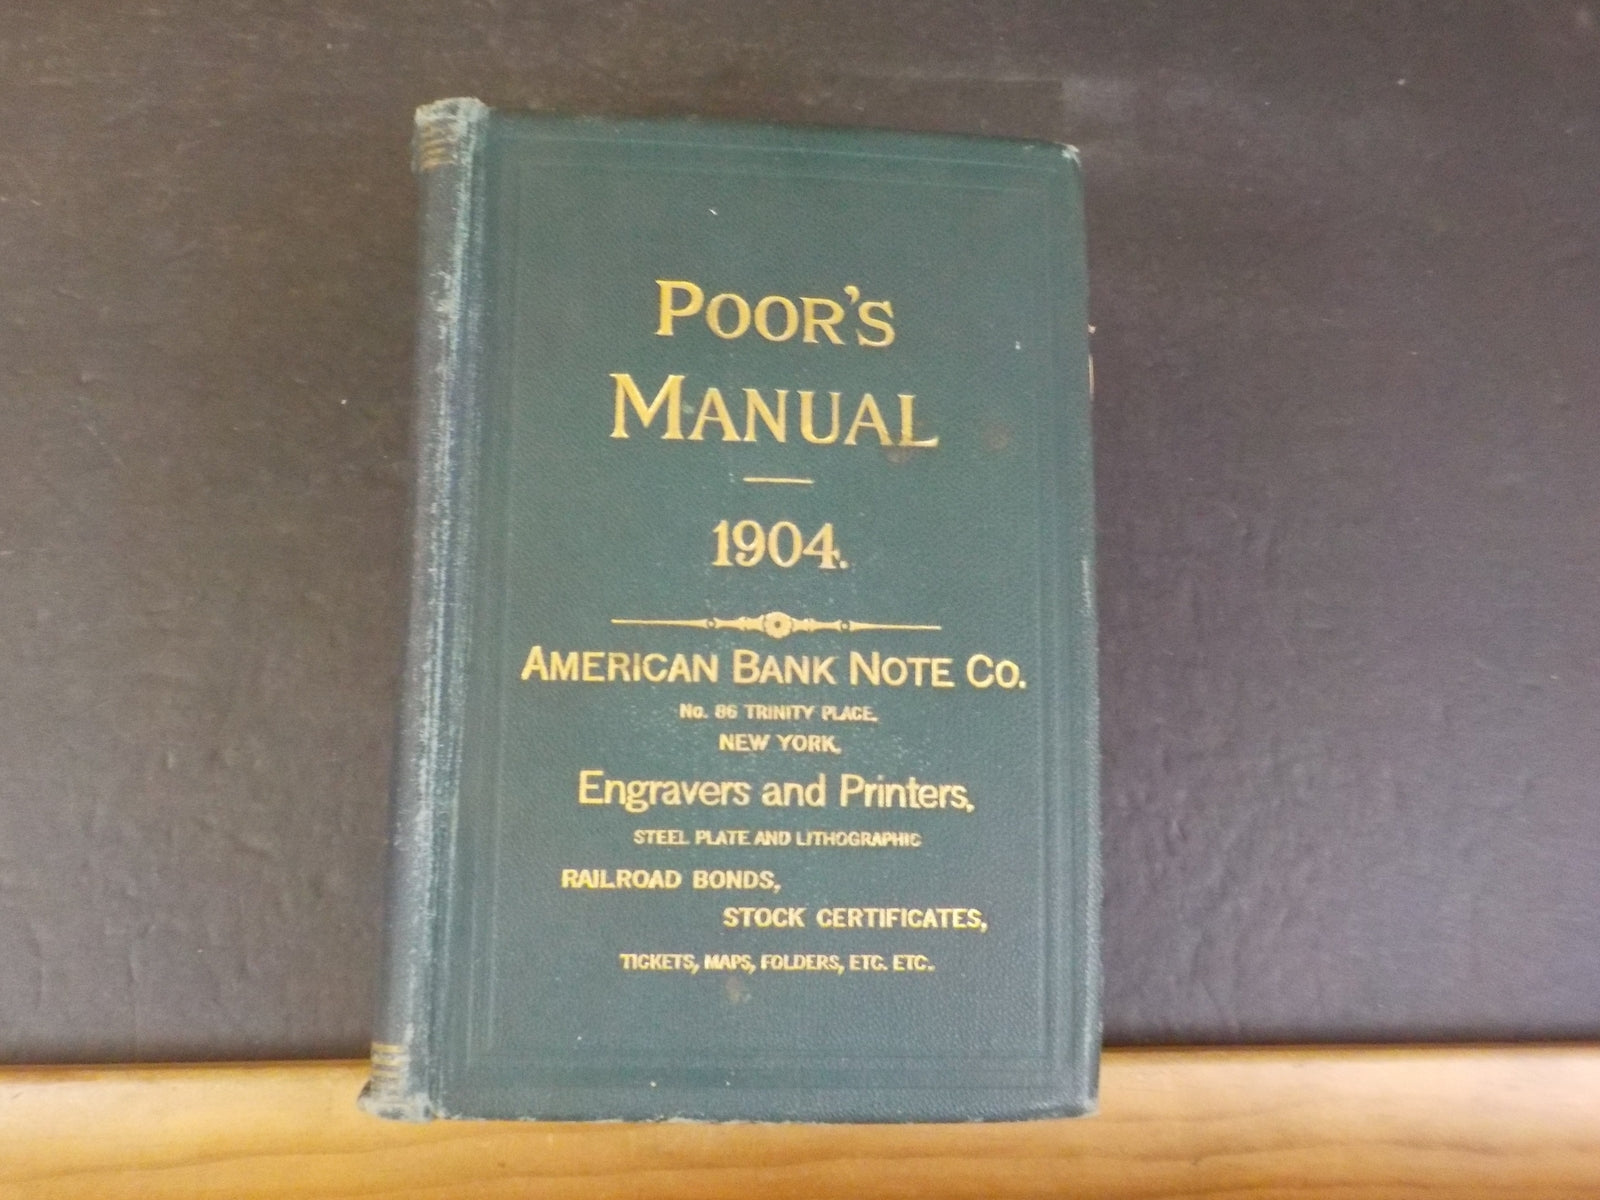 POOR'S
MANUAL
1904.
AMERICAN BANK NOTE CO.
No. 86 TRINITY PLACE,
NEW YORK,
Engravers and Printers,
STEEL PLATE AND LITHOGRAPHIC
RAILROAD BONDS,
STOCK CERTIFICATES,
TICKETS, MAPS, FOLDERS, ETC. ETC.